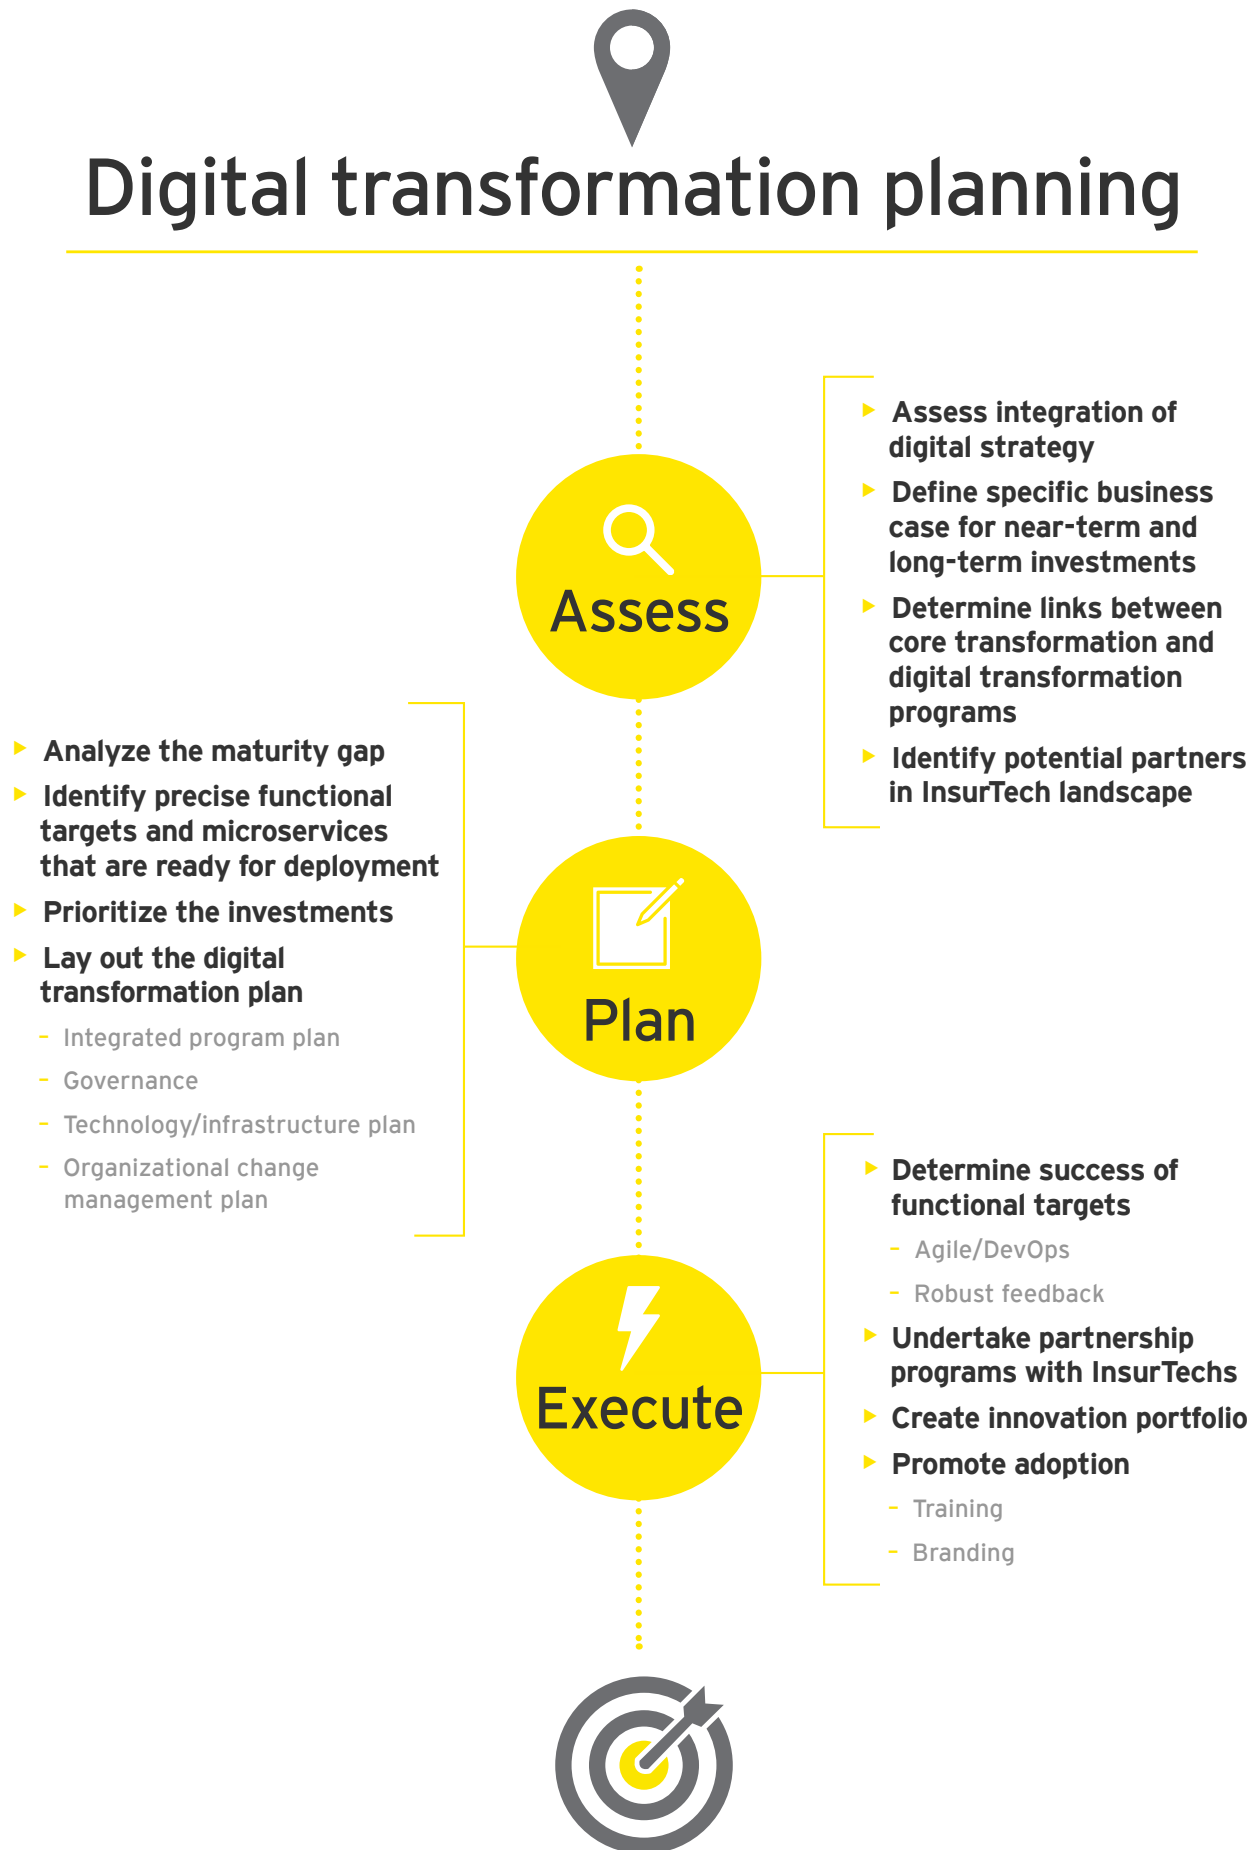 Digital transformation planning
Assess
▶ Assess integration of
digital strategy
▶ Define specific business
case for near-term and
long-term investments
▶ Determine links between
core transformation and
digital transformation
programs
▶ Identify potential partners
in InsurTech landscape
Plan
▶ Analyze the maturity gap
▶ Identify precise functional
targets and microservices
that are ready for deployment
▶ Prioritize the investments
▶ Lay out the digital
transformation plan
– Integrated program plan
– Governance
– Technology/infrastructure plan
– Organizational change
management plan
Execute
▶ Determine success of
functional targets
– Agile/DevOps
– Robust feedback
▶ Undertake partnership
programs with InsurTechs
▶ Create innovation portfolio
▶ Promote adoption
– Training
– Branding